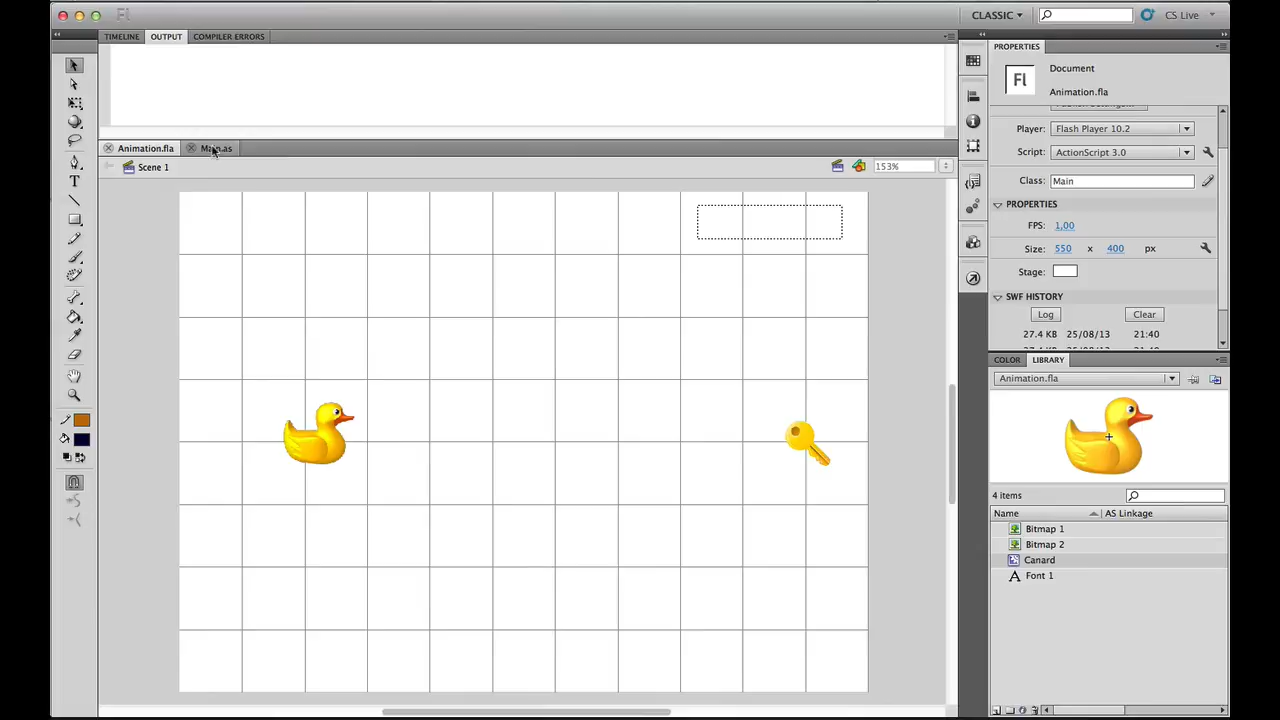 Fl
CLASSIC
CS Live
TIMELINE
OUTPUT
COMPILER ERRORS
PROPERTIES
Fl
Document
Animation.fla
Player:
Flash Player 10.2
Script:
ActionScript 3.0
Class:
Main
PROPERTIES
FPS:
1,00
Size:
550
x
400
px
Stage:
SWF HISTORY
Log
Clear
27.4 KB
25/08/13
21:40
Animation.fla
Main.as
Scene 1
153%
T
COLOR
LIBRARY
Animation.fla
4 items
Name
AS Linkage
Bitmap 1
Bitmap 2
Canard
A
Font 1